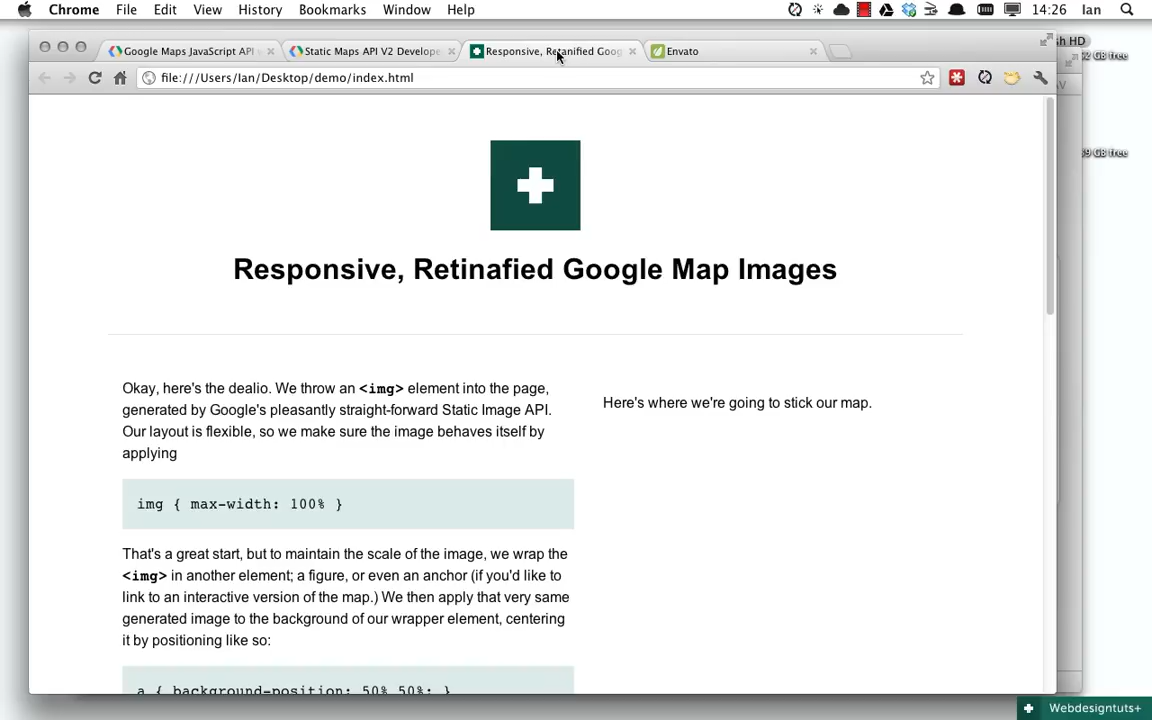 Chrome File Edit View History Bookmarks Window Help 14:26 Ian
Google Maps JavaScript API Static Maps API V2 Develope Responsive, Retinafied Goog Envato
sh HD
GB free
file:///Users/Ian/Desktop/demo/index.html
GB free
Responsive, Retinafied Google Map Images
Okay, here's the dealio. We throw an <img> element into the page,
generated by Google's pleasantly straight-forward Static Image API.
Our layout is flexible, so we make sure the image behaves itself by
applying
Here's where we're going to stick our map.
img { max-width: 100% }
That's a great start, but to maintain the scale of the image, we wrap the
<img> in another element; a figure, or even an anchor (if you'd like to
link to an interactive version of the map.) We then apply that very same
generated image to the background of our wrapper element, centering
it by positioning like so:
a { background-position: 50% 50%; }
Webdesigntuts+